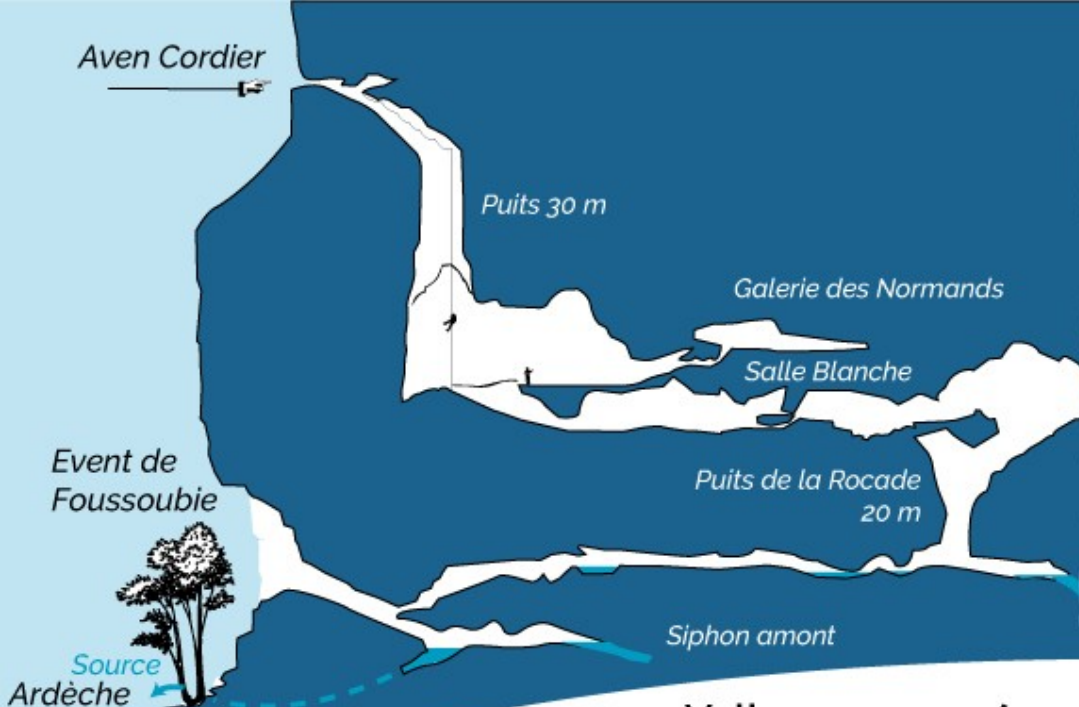 Aven Cordier
Puits 30 m
Galerie des Normands
Salle Blanche
Event de
Foussoubie
Puits de la Rocade
20 m
Siphon amont
Source
Ardèche